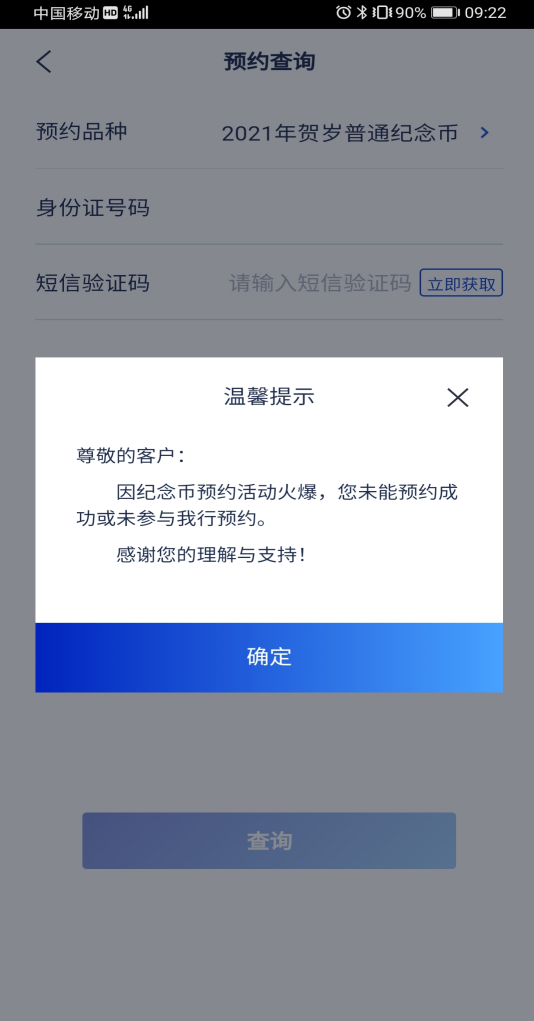 中国移动 HD 4G 90% 09:22
预约查询
预约品种 2021年贺岁普通纪念币
身份证号码
短信验证码 请输入短信验证码 立即获取
温馨提示
尊敬的客户：
因纪念币预约活动火爆，您未能预约成
功或未参与我行预约。
感谢您的理解与支持！
确定
查询